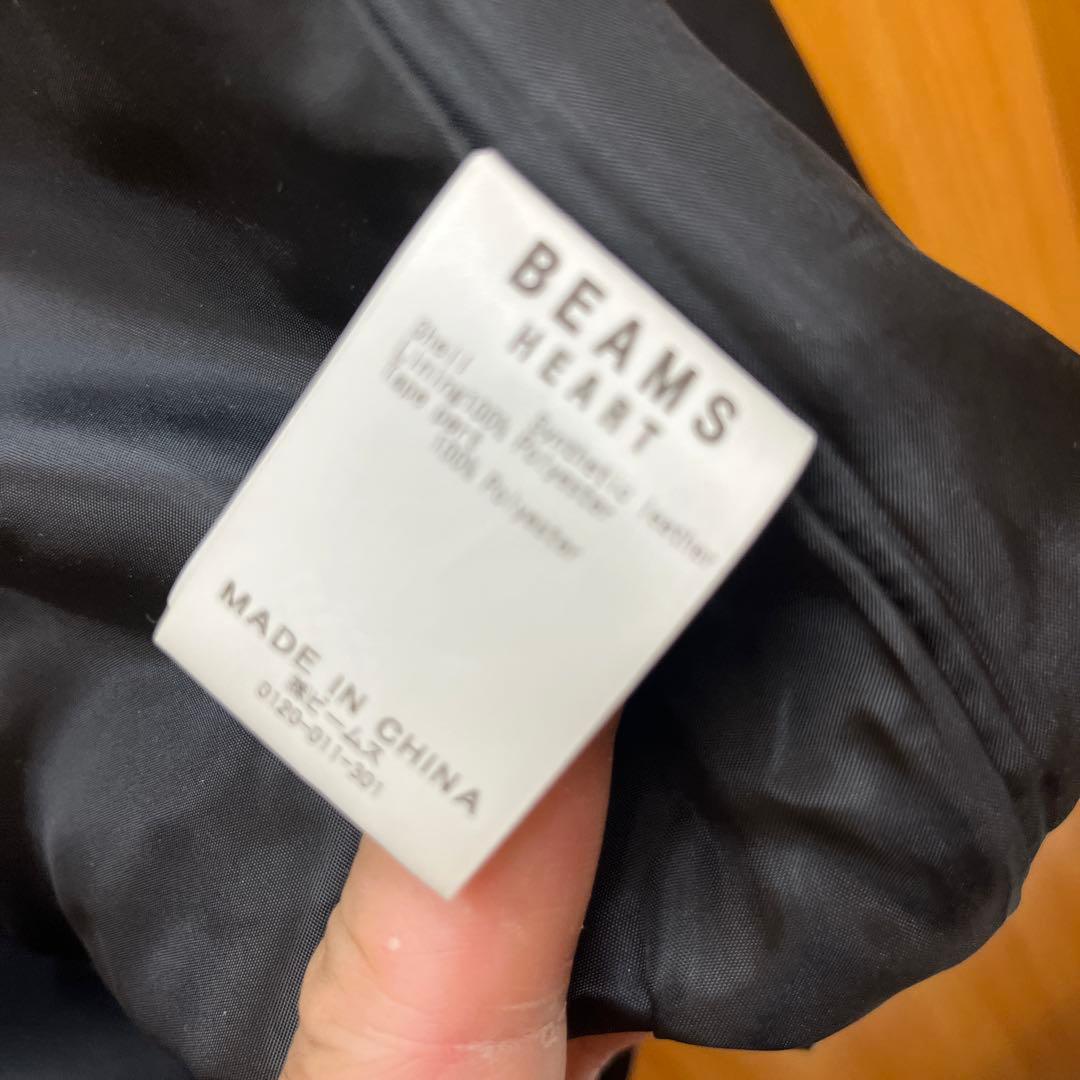 BEAMS
HEART
Shell
Synthetic leather
Lining 100% Polyester
Tape part
100% Polyester
MADE IN CHINA
㈱ビームス
0120-011-301